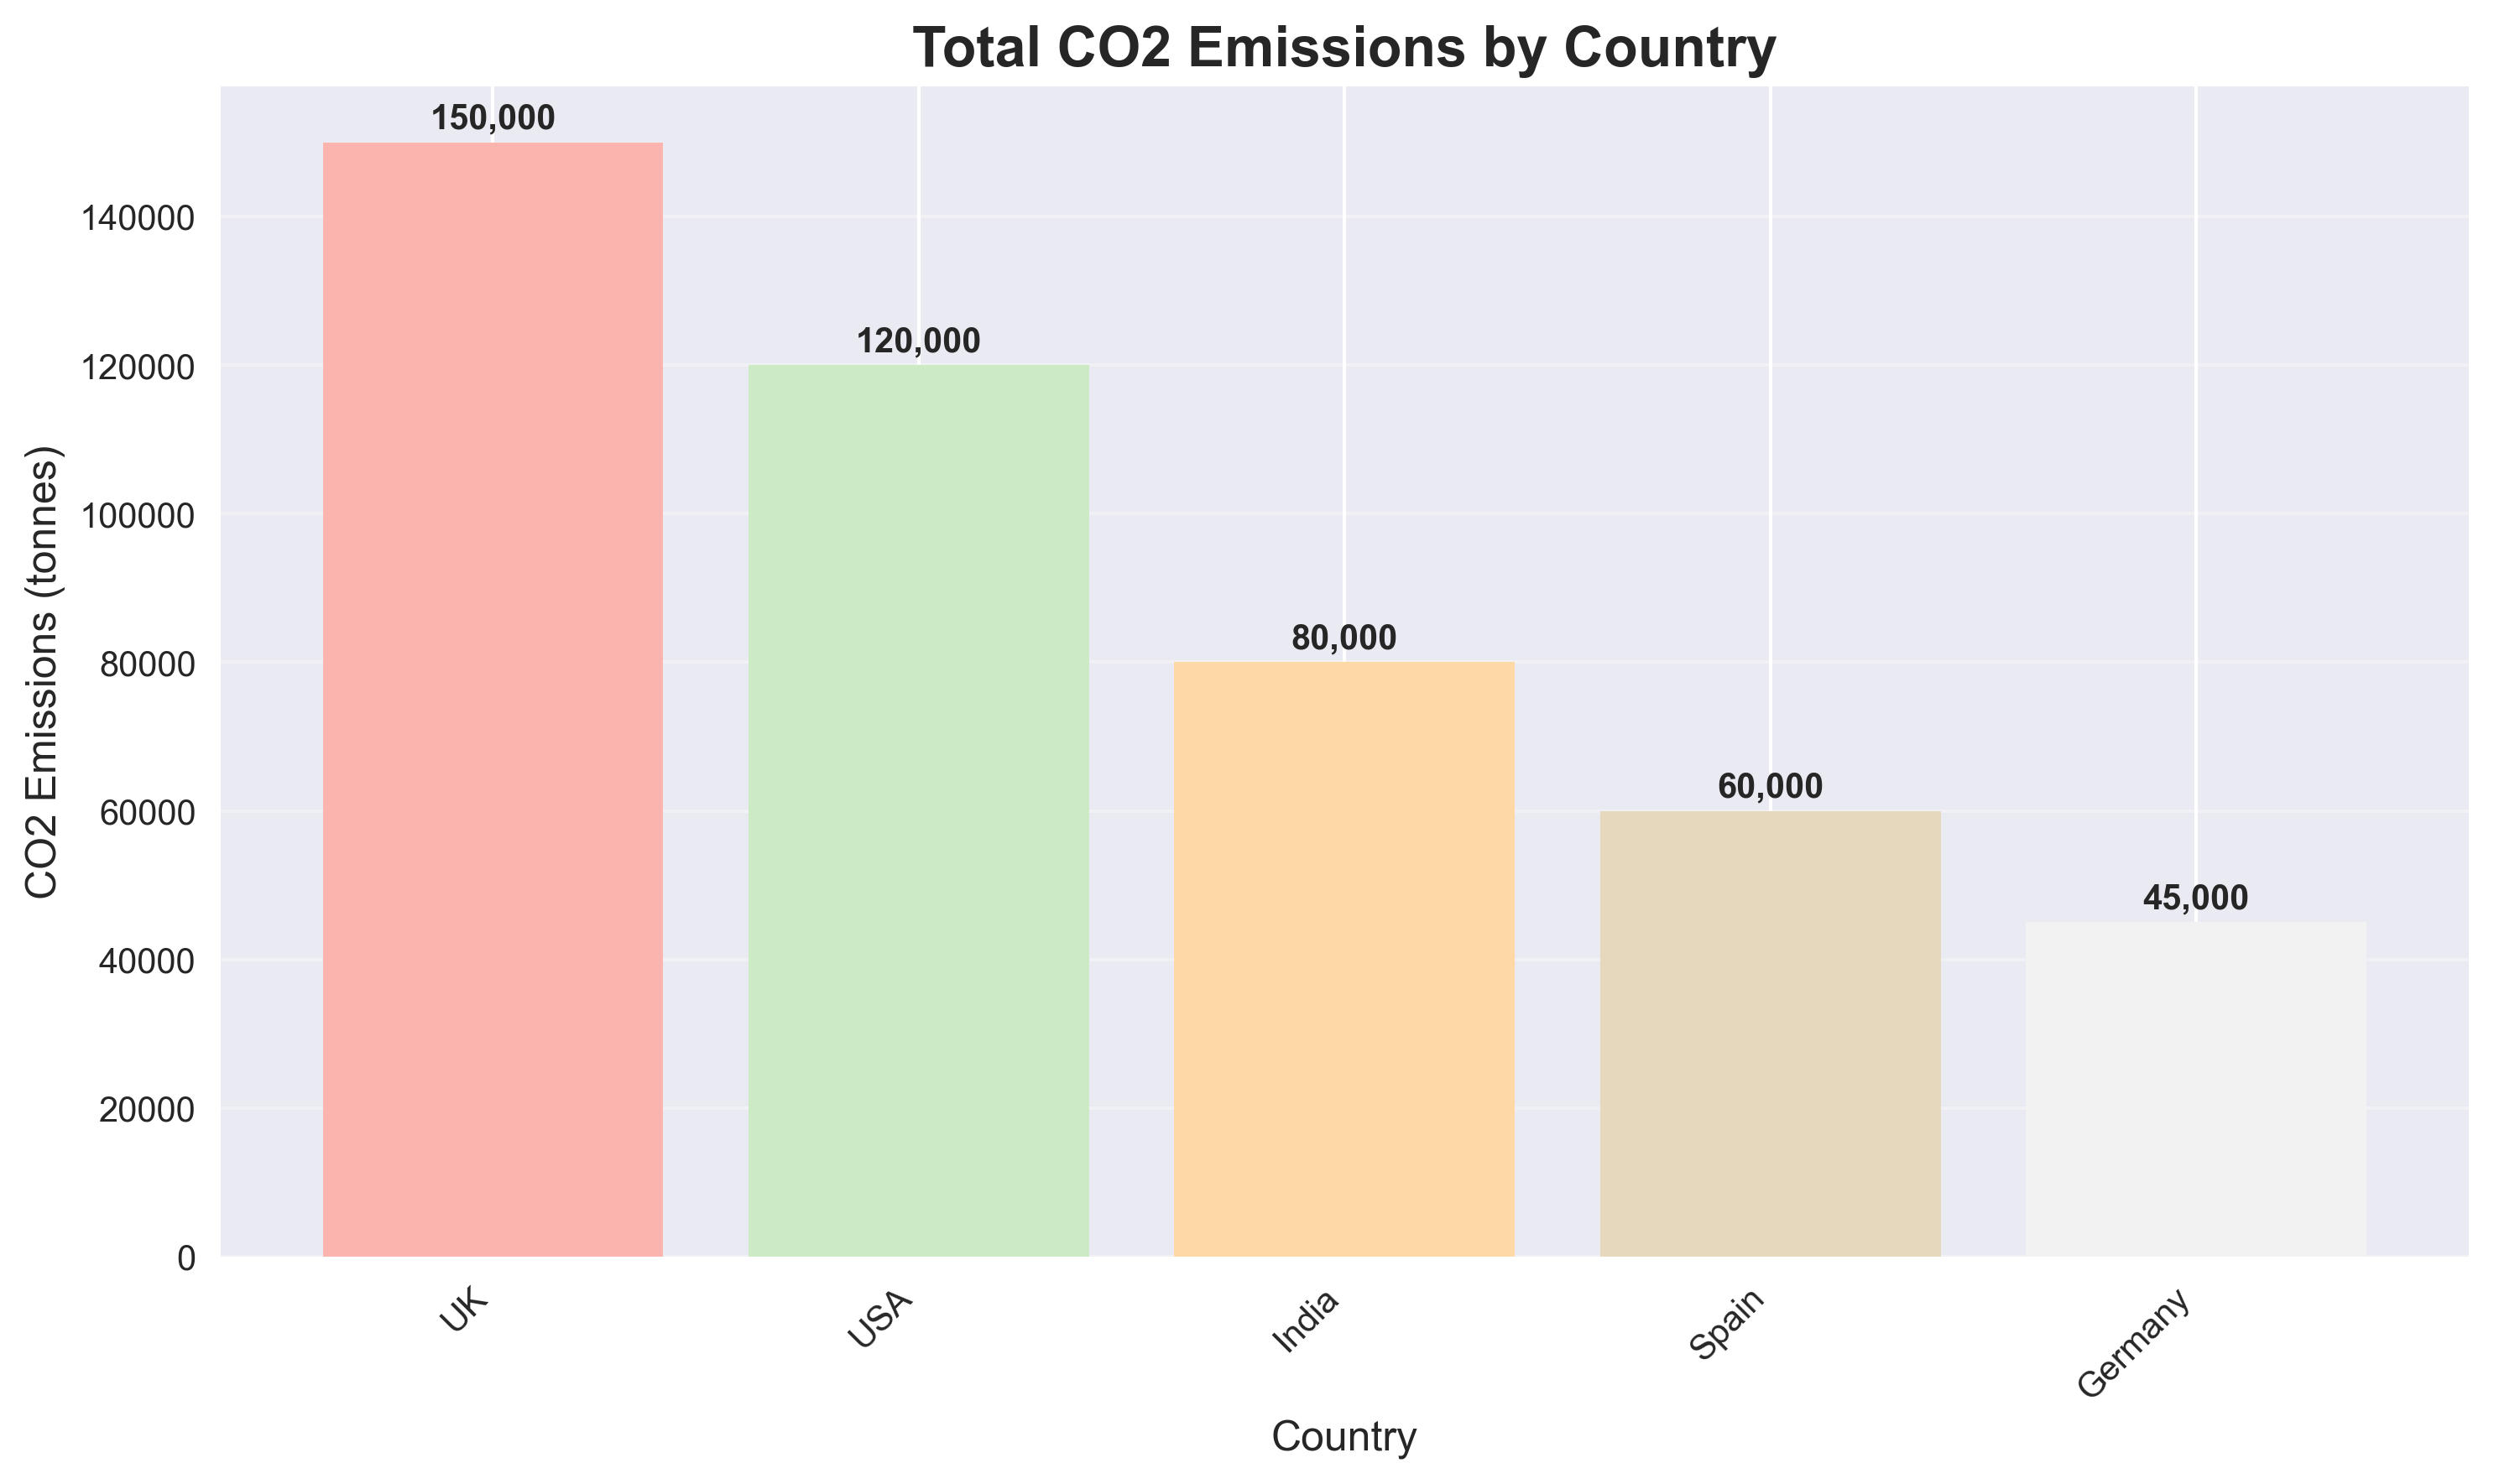 Total CO2 Emissions by Country
150,000
140000
120,000
120000
100000
80,000
80000
60,000
60000
45,000
40000
20000
0
CO2 Emissions (tonnes)
UK
USA
India
Spain
Germany
Country